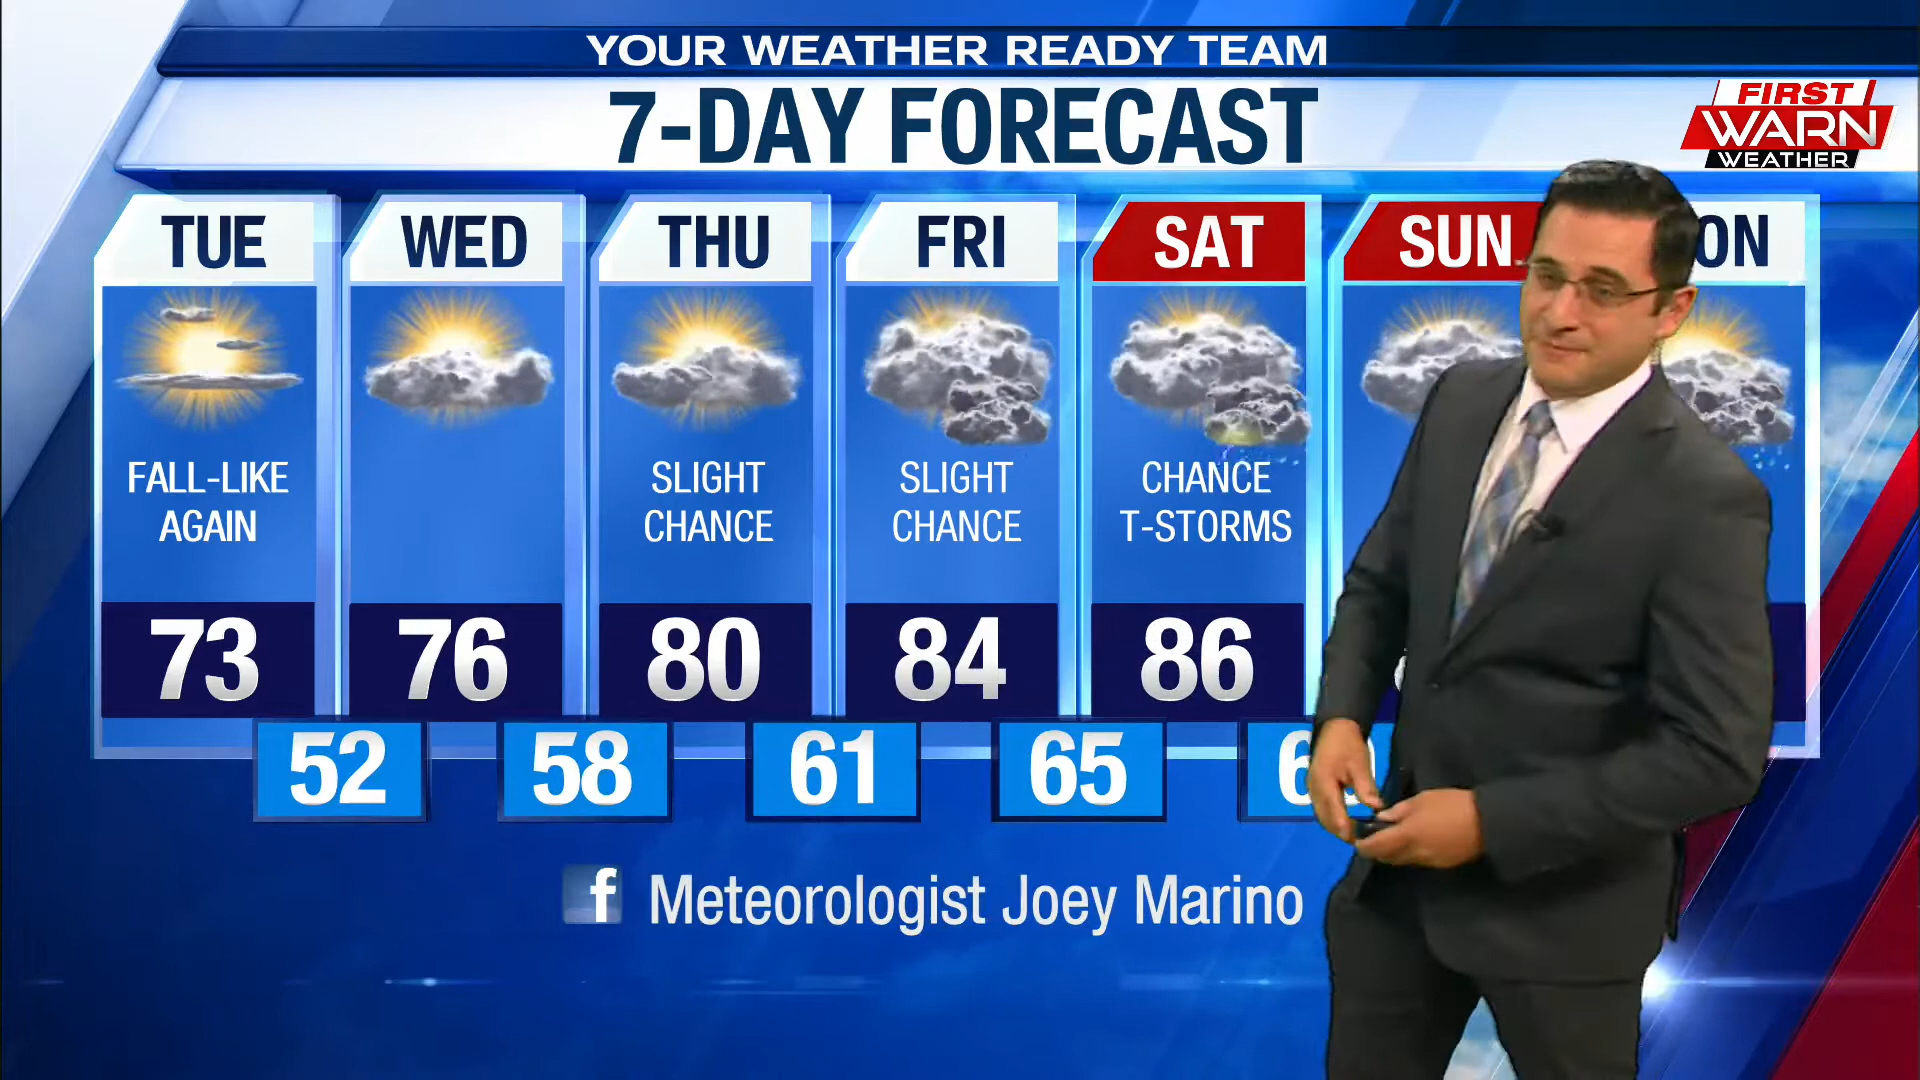 YOUR WEATHER READY TEAM
7-DAY FORECAST
FIRST
WARN
WEATHER
TUE WED THU FRI SAT SUN
FALL-LIKE
AGAIN
SLIGHT
CHANCE
SLIGHT
CHANCE
CHANCE
T-STORMS
73 76 80 84 86
52 58 61 65
f Meteorologist Joey Marino